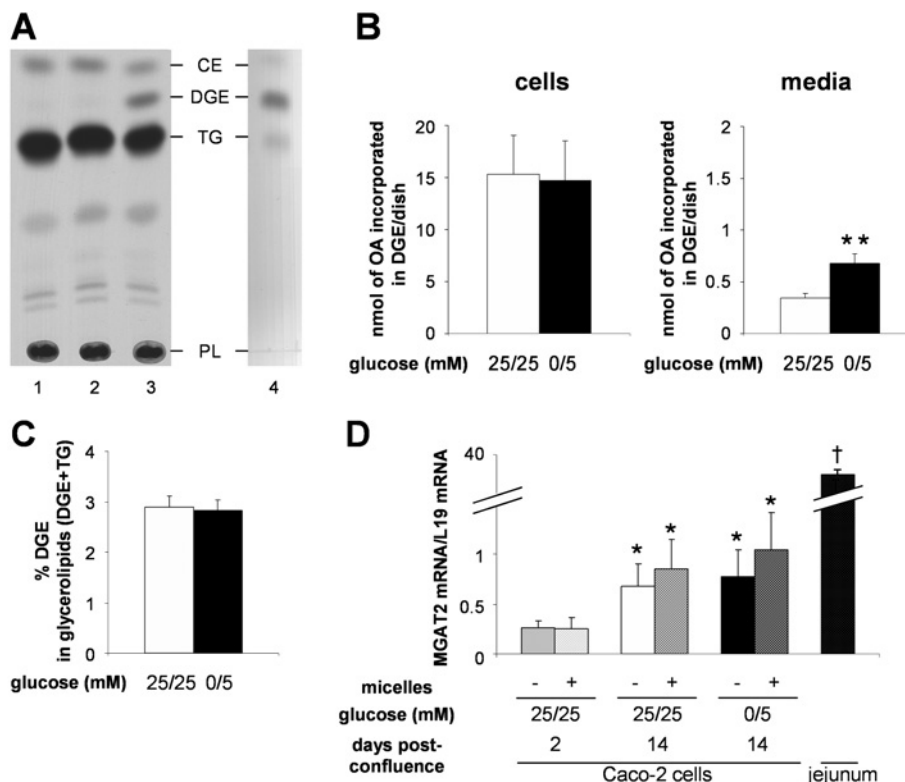 A
CE
DGE
TG
PL
1 2 3 4
B
cells
media
nmol of OA incorporated
in DGE/dish
20
15
10
5
0
glucose (mM) 25/25 0/5
nmol of OA incorporated
in DGE/dish
2
1.5
1
0.5
0
**
glucose (mM) 25/25 0/5
C
% DGE
in glycerolipids (DGE+TG)
4
3
2
1
0
glucose (mM) 25/25 0/5
D
MGAT2 mRNA/L19 mRNA
40
1
0.5
0
* * * * †
micelles - + - + - +
glucose (mM) 25/25 25/25 0/5
days post-
confluence 2 14 14
Caco-2 cells jejunum